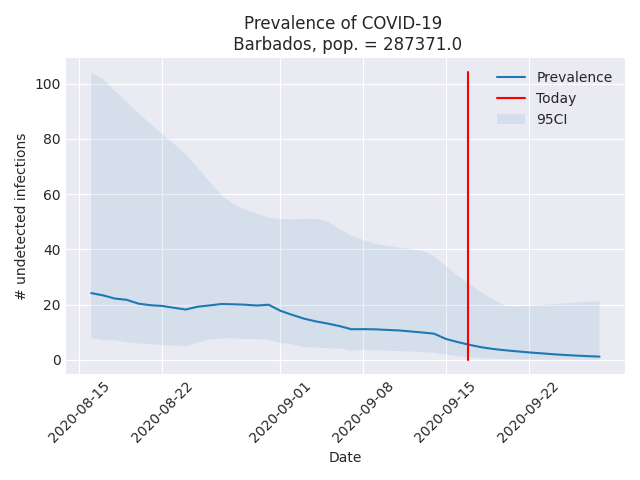 Prevalence of COVID-19
Barbados, pop. = 287371.0
Prevalence
Today
95CI
# undetected infections
100
80
60
40
20
0
2020-08-15
2020-08-22
2020-09-01
2020-09-08
2020-09-15
2020-09-22
Date